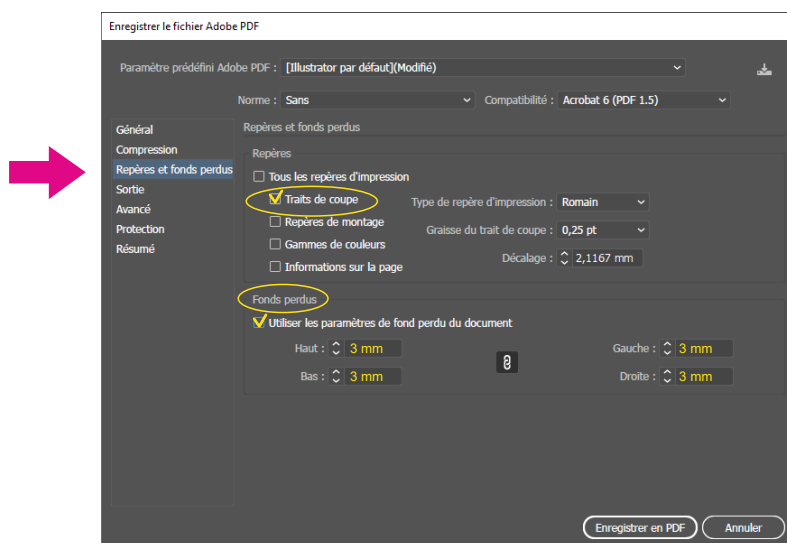 Enregistrer le fichier Adobe PDF
Paramètre prédéfini Adobe PDF : [Illustrator par défaut](Modifié)
Norme : Sans Compatibilité : Acrobat 6 (PDF 1.5)
Général
Compression
Repères et fonds perdus
Sortie
Avancé
Protection
Résumé
Repères et fonds perdus
Repères
Tous les repères d'impression
Traits de coupe
Repères de montage
Gammes de couleurs
Informations sur la page
Type de repère d'impression : Romain
Graisse du trait de coupe : 0,25 pt
Décalage : 2,1167 mm
Fonds perdus
Utiliser les paramètres de fond perdu du document
Haut : 3 mm Gauche : 3 mm
Bas : 3 mm Droite : 3 mm
Enregistrer en PDF Annuler